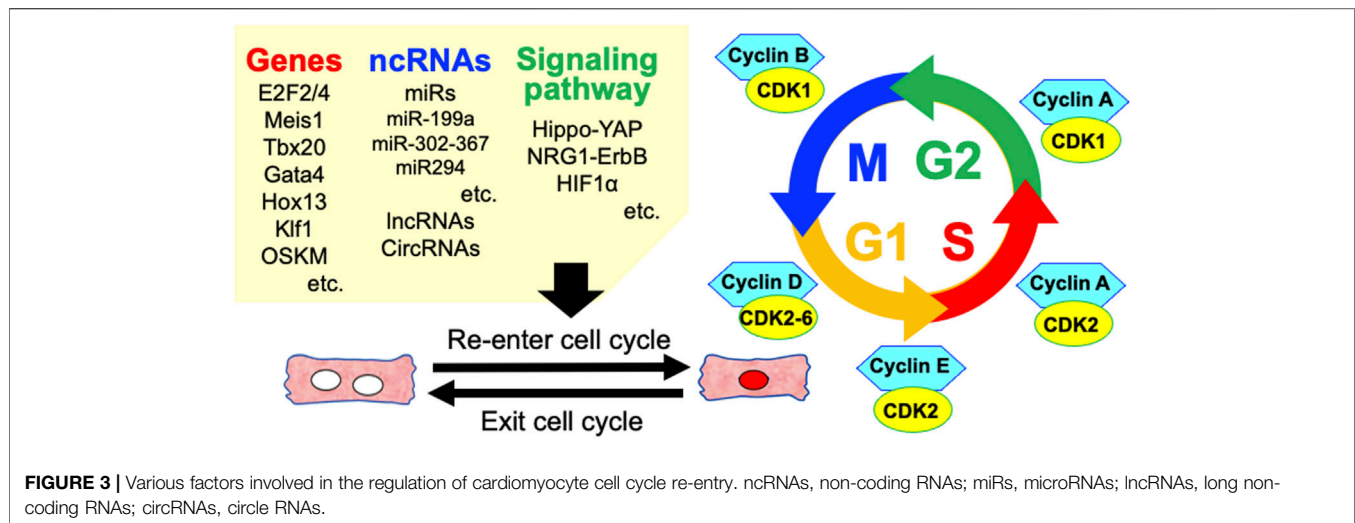 Genes
E2F2/4
Meis1
Tbx20
Gata4
Hox13
Klf1
OSKM
etc.
ncRNAs
miRs
miR-199a
miR-302-367
miR294
etc.
lncRNAs
CircRNAs
Signaling
pathway
Hippo-YAP
NRG1-ErbB
HIF1α
etc.
Re-enter cell cycle
Exit cell cycle
Cyclin B
CDK1
Cyclin A
CDK1
M
G2
G1
S
Cyclin D
CDK2-6
Cyclin A
CDK2
Cyclin E
CDK2
FIGURE 3 | Various factors involved in the regulation of cardiomyocyte cell cycle re-entry. ncRNAs, non-coding RNAs; miRs, microRNAs; lncRNAs, long non-
coding RNAs; circRNAs, circle RNAs.